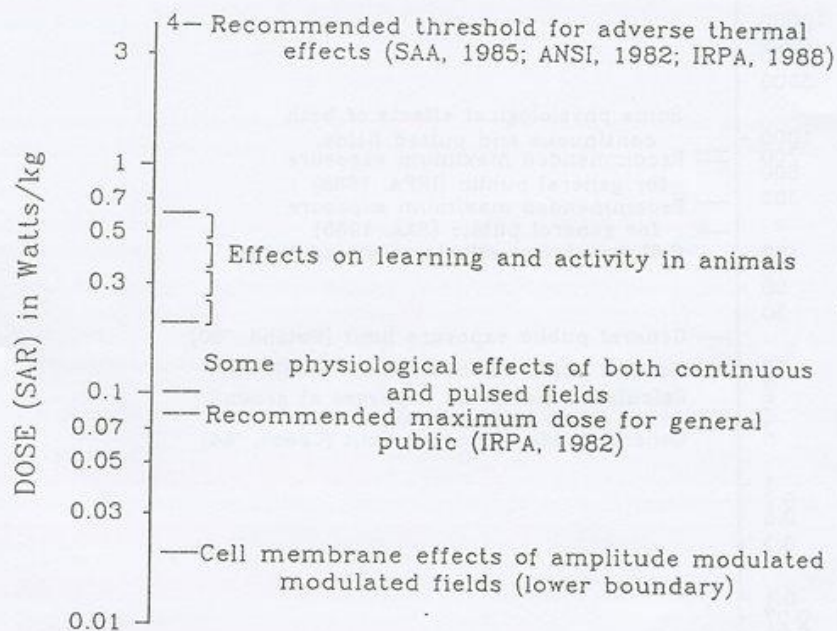 4— Recommended threshold for adverse thermal
effects (SAA, 1985; ANSI, 1982; IRPA, 1988)
3
1
0.7
0.5
Effects on learning and activity in animals
0.3
DOSE (SAR) in Watts/kg
Some physiological effects of both continuous
0.1
and pulsed fields
Recommended maximum dose for general
0.07
public (IRPA, 1982)
0.05
0.03
Cell membrane effects of amplitude modulated
modulated fields (lower boundary)
0.01